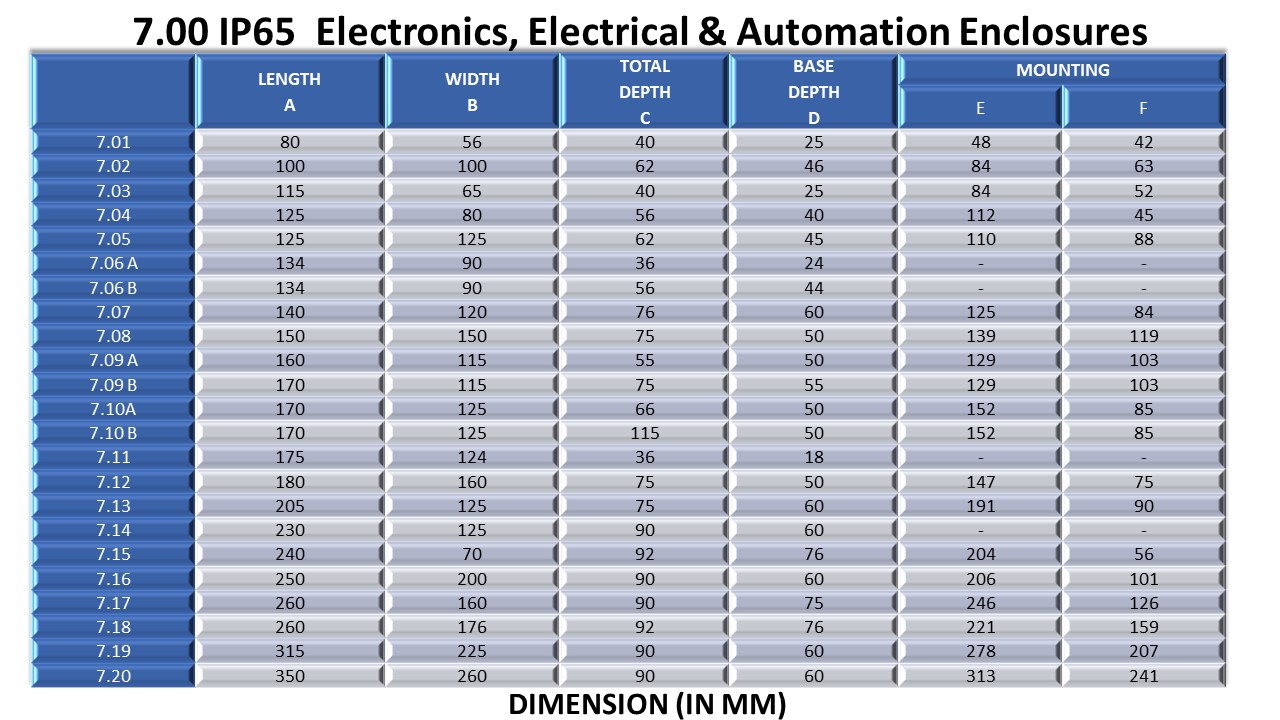 7.00 IP65 Electronics, Electrical & Automation Enclosures
LENGTH A WIDTH B TOTAL DEPTH C BASE DEPTH D MOUNTING E F
7.01 80 56 40 25 48 42
7.02 100 100 62 46 84 63
7.03 115 65 40 25 84 52
7.04 125 80 56 40 112 45
7.05 125 125 62 45 110 88
7.06 A 134 90 36 24 - -
7.06 B 134 90 56 44 - -
7.07 140 120 76 60 125 84
7.08 150 150 75 50 139 119
7.09 A 160 115 55 50 129 103
7.09 B 170 115 75 55 129 103
7.10A 170 125 66 50 152 85
7.10 B 170 125 115 50 152 85
7.11 175 124 36 18 - -
7.12 180 160 75 50 147 75
7.13 205 125 75 60 191 90
7.14 230 125 90 60 - -
7.15 240 70 92 76 204 56
7.16 250 200 90 60 206 101
7.17 260 160 90 75 246 126
7.18 260 176 92 76 221 159
7.19 315 225 90 60 278 207
7.20 350 260 90 60 313 241
DIMENSION (IN MM)